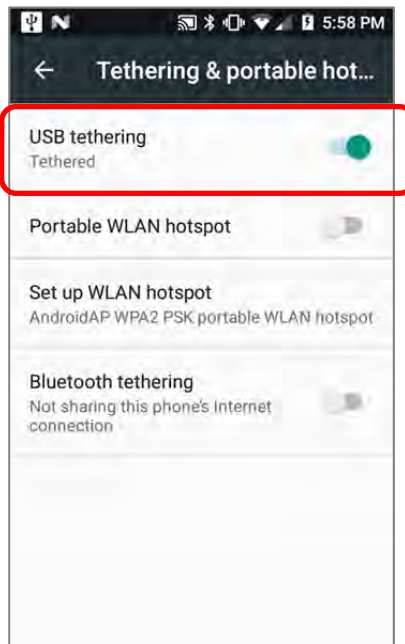 5:58 PM
Tethering & portable hot...
USB tethering
Tethered
Portable WLAN hotspot
Set up WLAN hotspot
AndroidAP WPA2 PSK portable WLAN hotspot
Bluetooth tethering
Not sharing this phone's Internet
connection